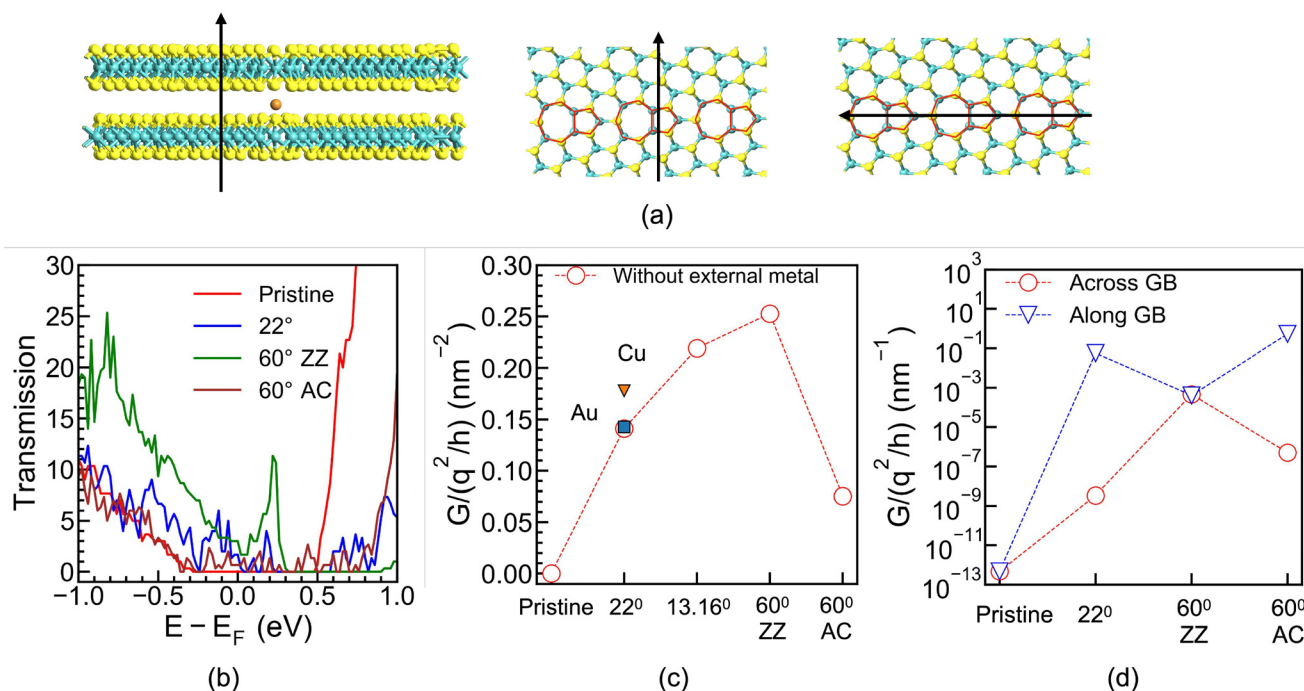 (a)
30
25
20
15
10
5
0
Transmission
Pristine
22°
60° ZZ
60° AC
−1.0 −0.5 0.0 0.5 1.0
E − E_F (eV)
(b)
0.30
0.25
0.20
0.15
0.10
0.05
0.00
G/(q²/h) (nm⁻²)
Without external metal
Cu
Au
Pristine 22⁰ 13.16⁰ 60⁰ 60⁰
ZZ AC
(c)
10³
10¹
10⁻¹
10⁻³
10⁻⁵
10⁻⁷
10⁻⁹
10⁻¹¹
10⁻¹³
G/(q²/h) (nm⁻¹)
Across GB
Along GB
Pristine 22⁰ 60⁰ 60⁰
ZZ AC
(d)